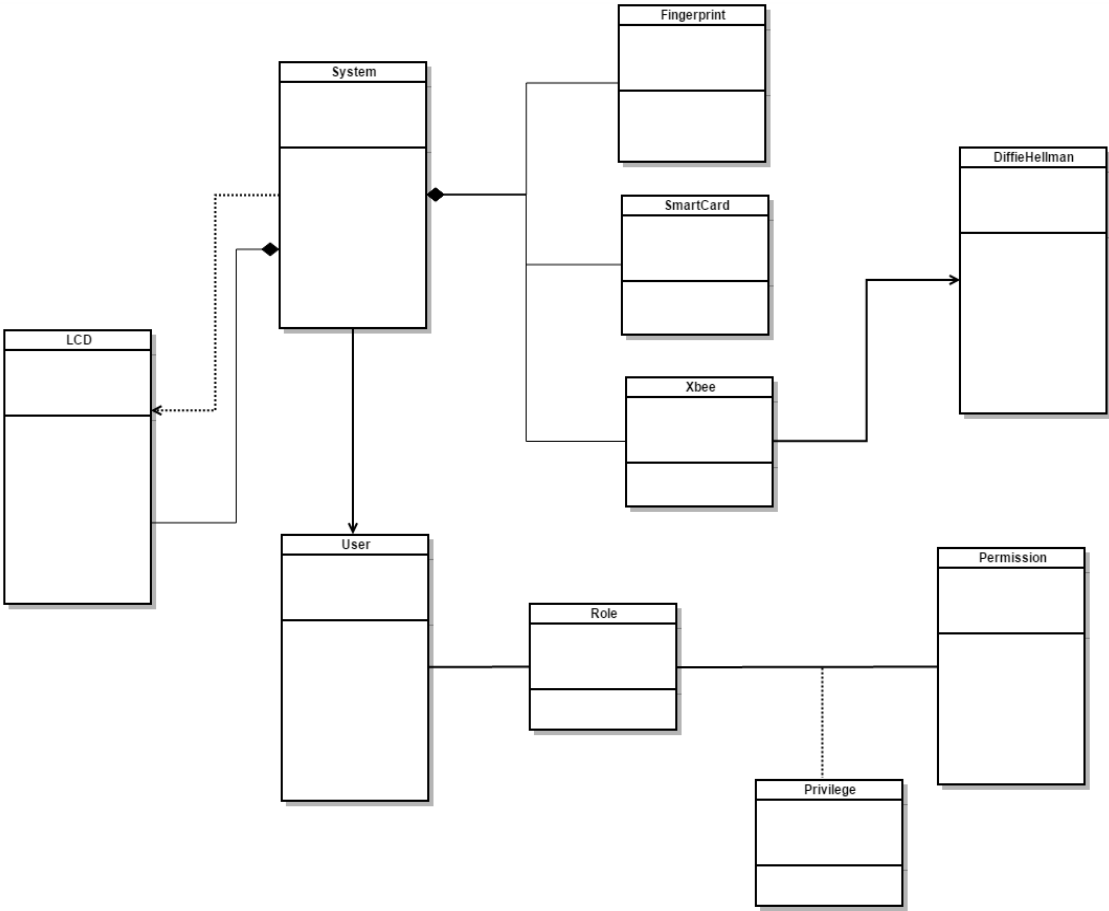 Fingerprint
System
DiffieHellman
SmartCard
LCD
Xbee
User
Permission
Role
Privilege